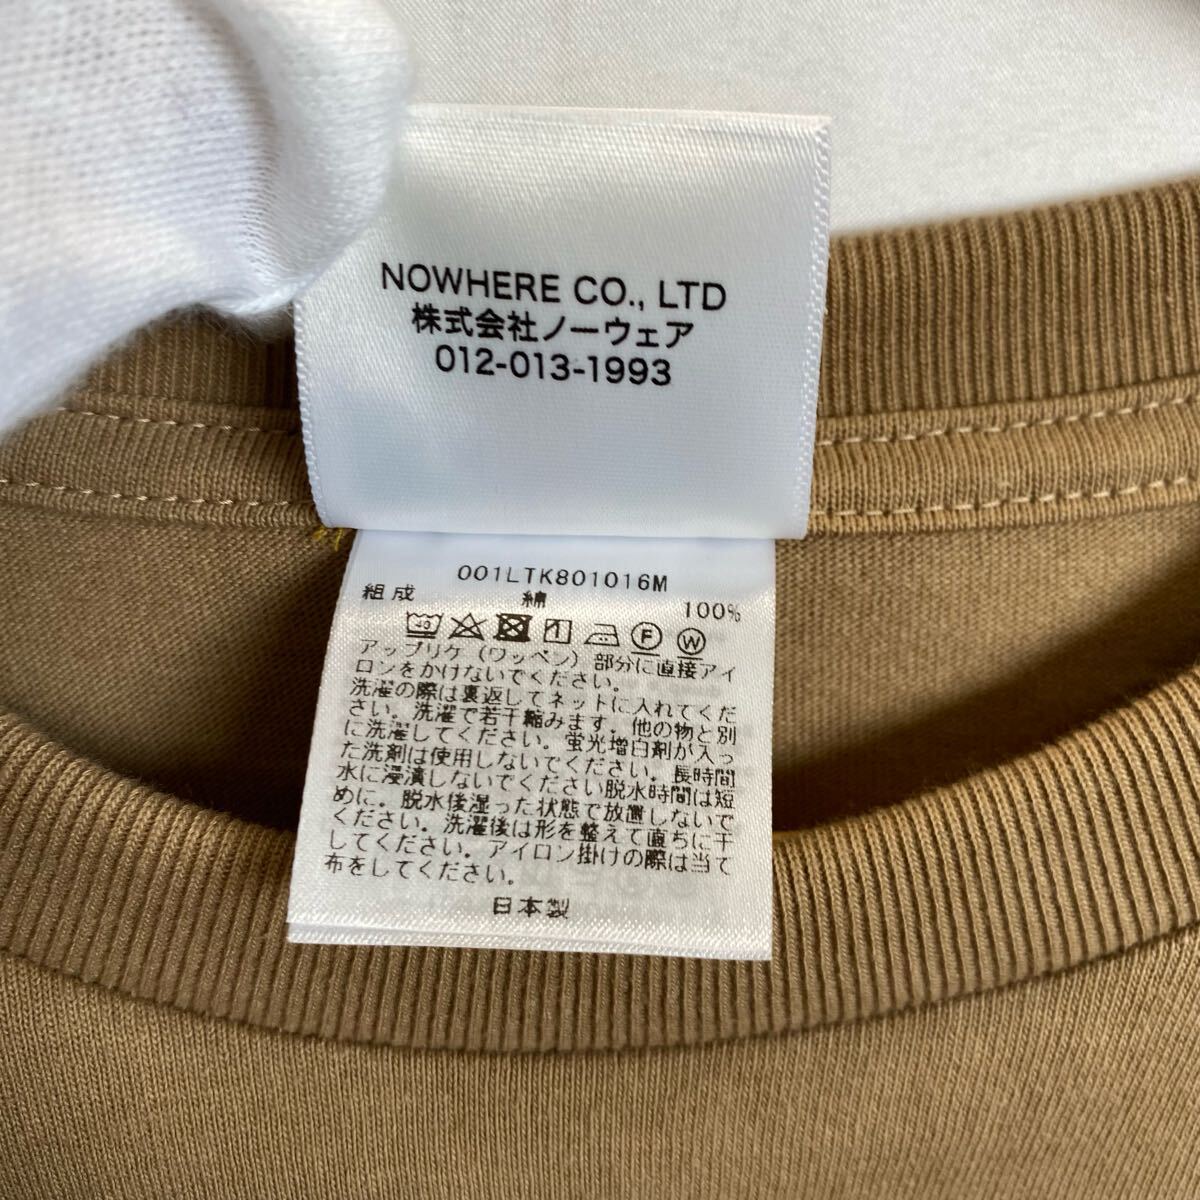 NOWHERE CO., LTD
株式会社ノーウェア
012-013-1993
001LTK801016M
組成 綿 100%
40 1 F W
アップリケ（ワッペン）部分に直接アイ
ロンをかけないでください。
洗濯の際は裏返してネットに入れてくだ
さい。洗濯で若干縮みます。他の物と別
に洗濯してください。蛍光増白剤が入っ
た洗剤は使用しないでください。長時間
水に浸漬しないでください脱水時間は短
めに。脱水後湿った状態で放置しないで
ください。洗濯後は形を整えて直ちに干
してください。アイロン掛けの際は当て
布をしてください。
日本製